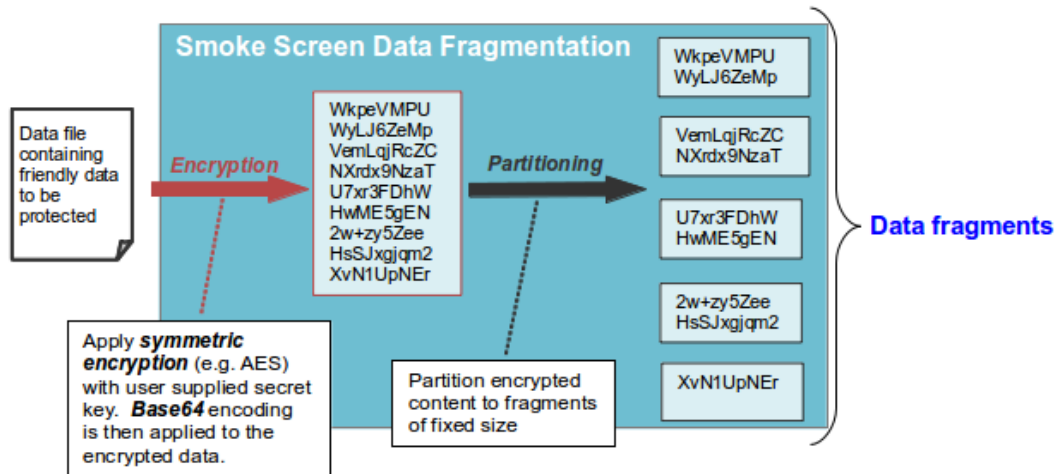 Smoke Screen Data Fragmentation
Data file
containing
friendly data
to be
protected
Encryption
WkpeVMPU
WyLJ6ZeMp
VemLqjRcZC
NXrdx9NzaT
U7xr3FDhW
HwME5gEN
2w+zy5Zee
HsSJxgjqm2
XvN1UpNEr
Partitioning
WkpeVMPU
WyLJ6ZeMp
VemLqjRcZC
NXrdx9NzaT
U7xr3FDhW
HwME5gEN
2w+zy5Zee
HsSJxgjqm2
XvN1UpNEr
Data fragments
Apply symmetric
encryption (e.g. AES)
with user supplied secret
key. Base64 encoding
is then applied to the
encrypted data.
Partition encrypted
content to fragments
of fixed size